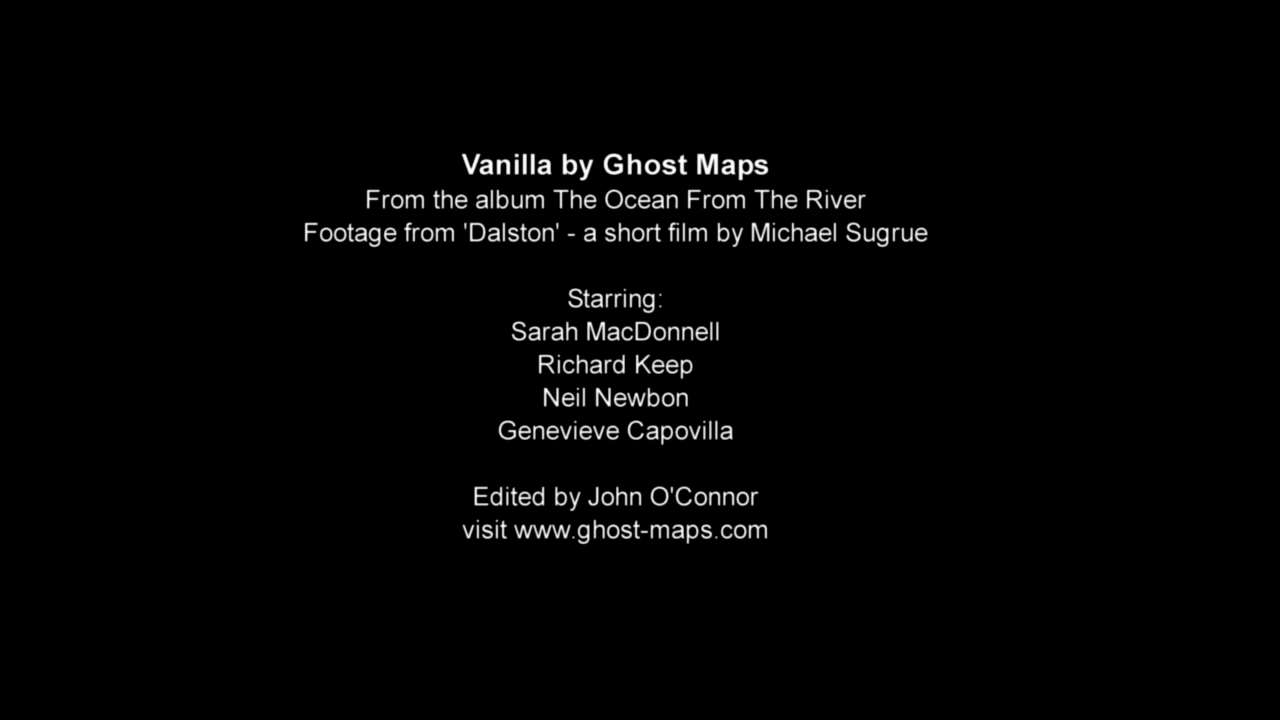 Vanilla by Ghost Maps
From the album The Ocean From The River
Footage from 'Dalston' - a short film by Michael Sugrue
Starring:
Sarah MacDonnell
Richard Keep
Neil Newbon
Genevieve Capovilla
Edited by John O'Connor
visit www.ghost-maps.com